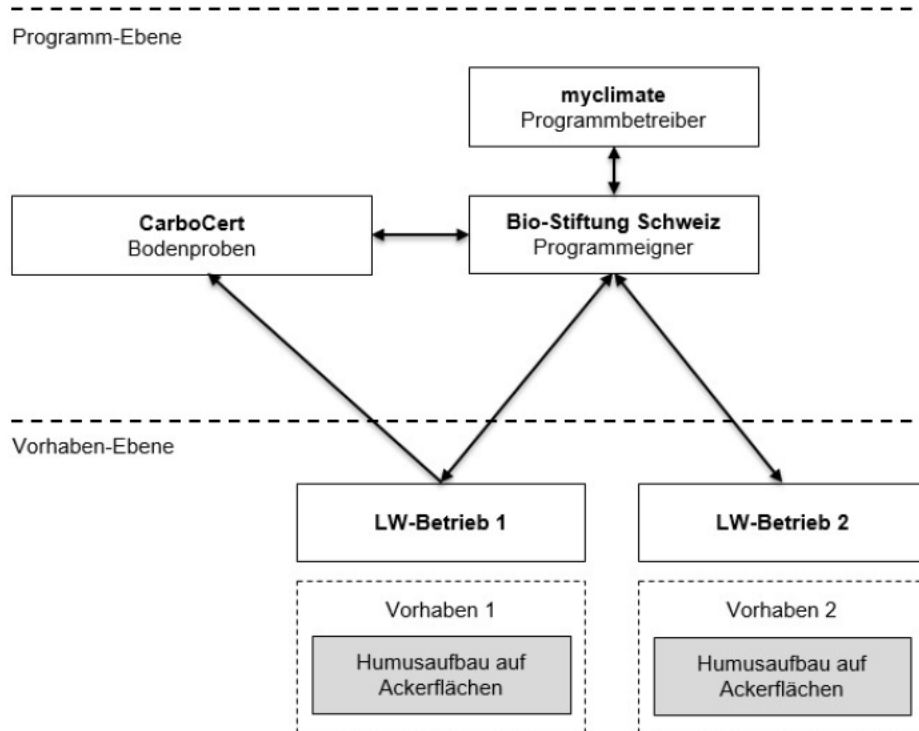 Programm-Ebene
myclimate
Programmbetreiber
CarboCert
Bodenproben
Bio-Stiftung Schweiz
Programmeigner
Vorhaben-Ebene
LW-Betrieb 1
LW-Betrieb 2
Vorhaben 1
Vorhaben 2
Humusaufbau auf
Ackerflächen
Humusaufbau auf
Ackerflächen